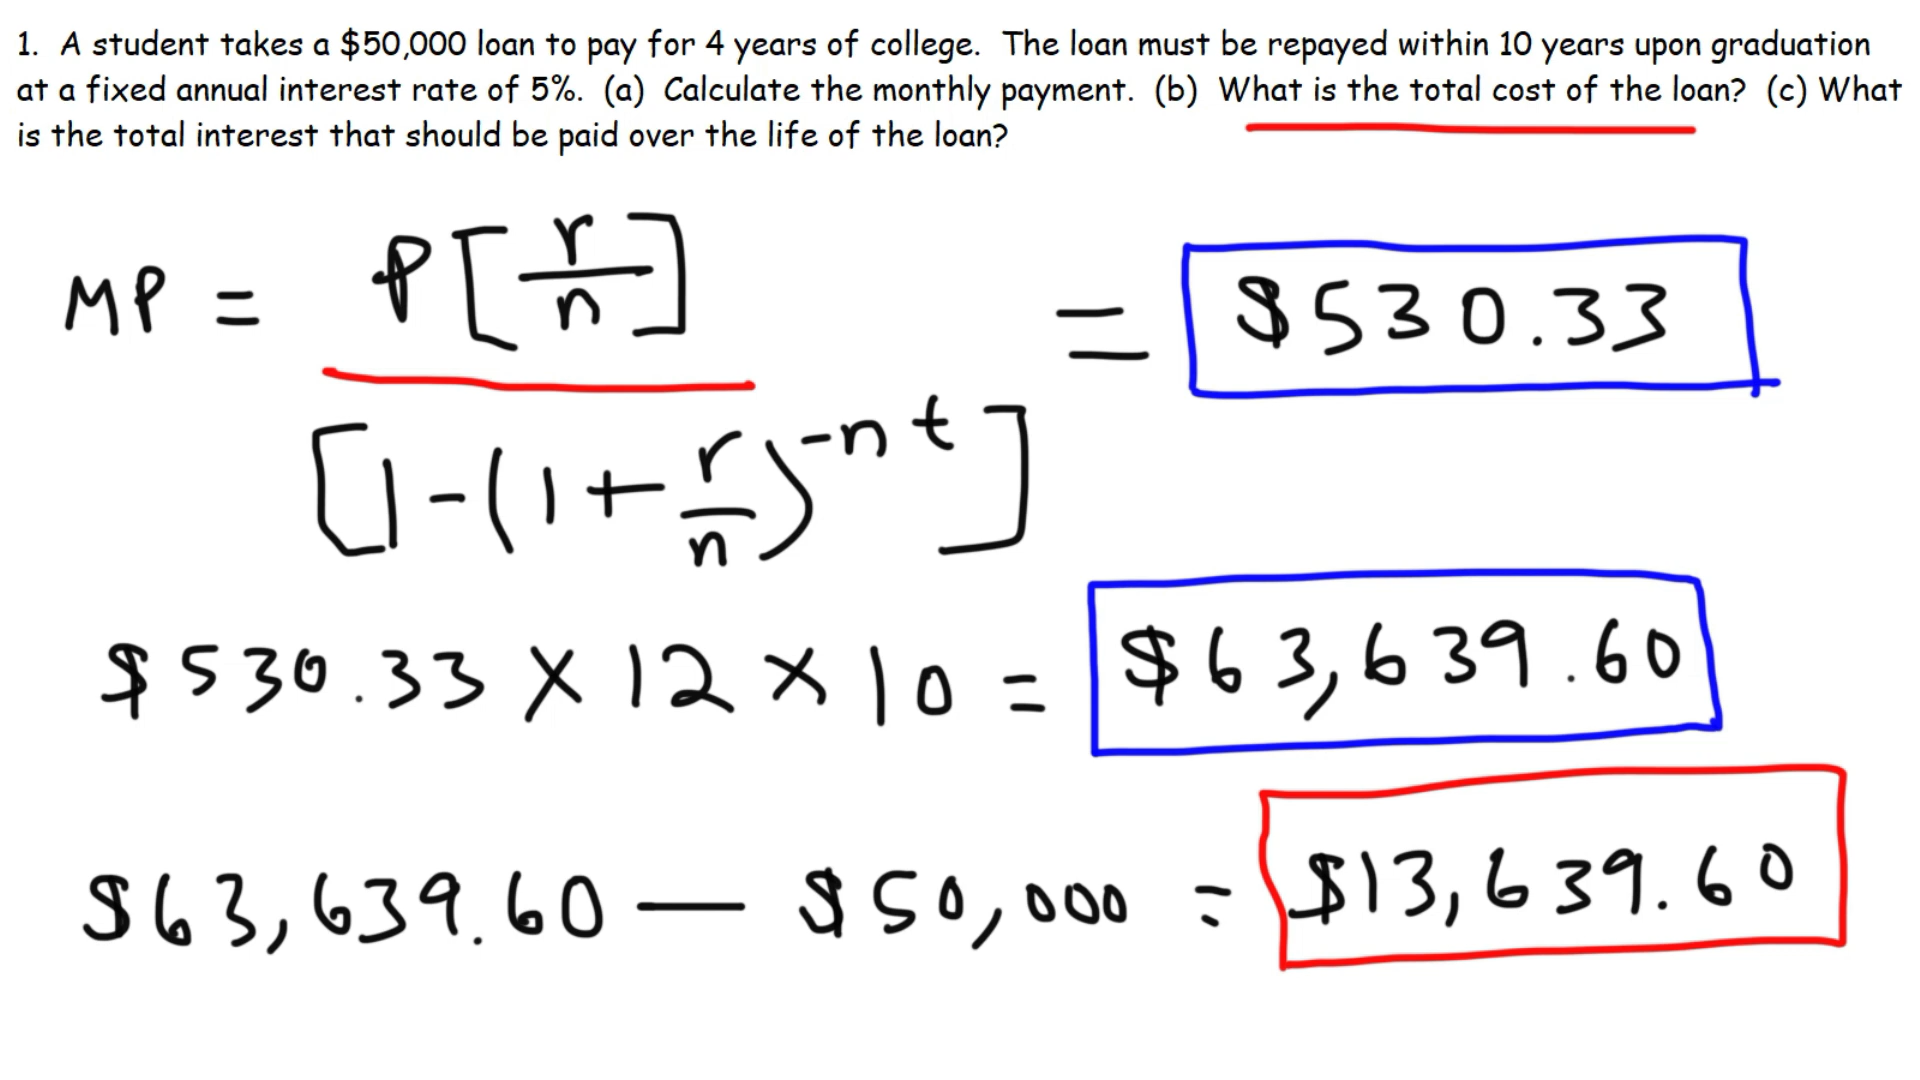 1. A student takes a $50,000 loan to pay for 4 years of college. The loan must be repayed within 10 years upon graduation
at a fixed annual interest rate of 5%. (a) Calculate the monthly payment. (b) What is the total cost of the loan? (c) What
is the total interest that should be paid over the life of the loan?
MP = P[r/n] / [1-(1+r/n)^-nt] = $530.33
$530.33 X 12 X 10 = $63,639.60
$63,639.60 — $50,000 = $13,639.60